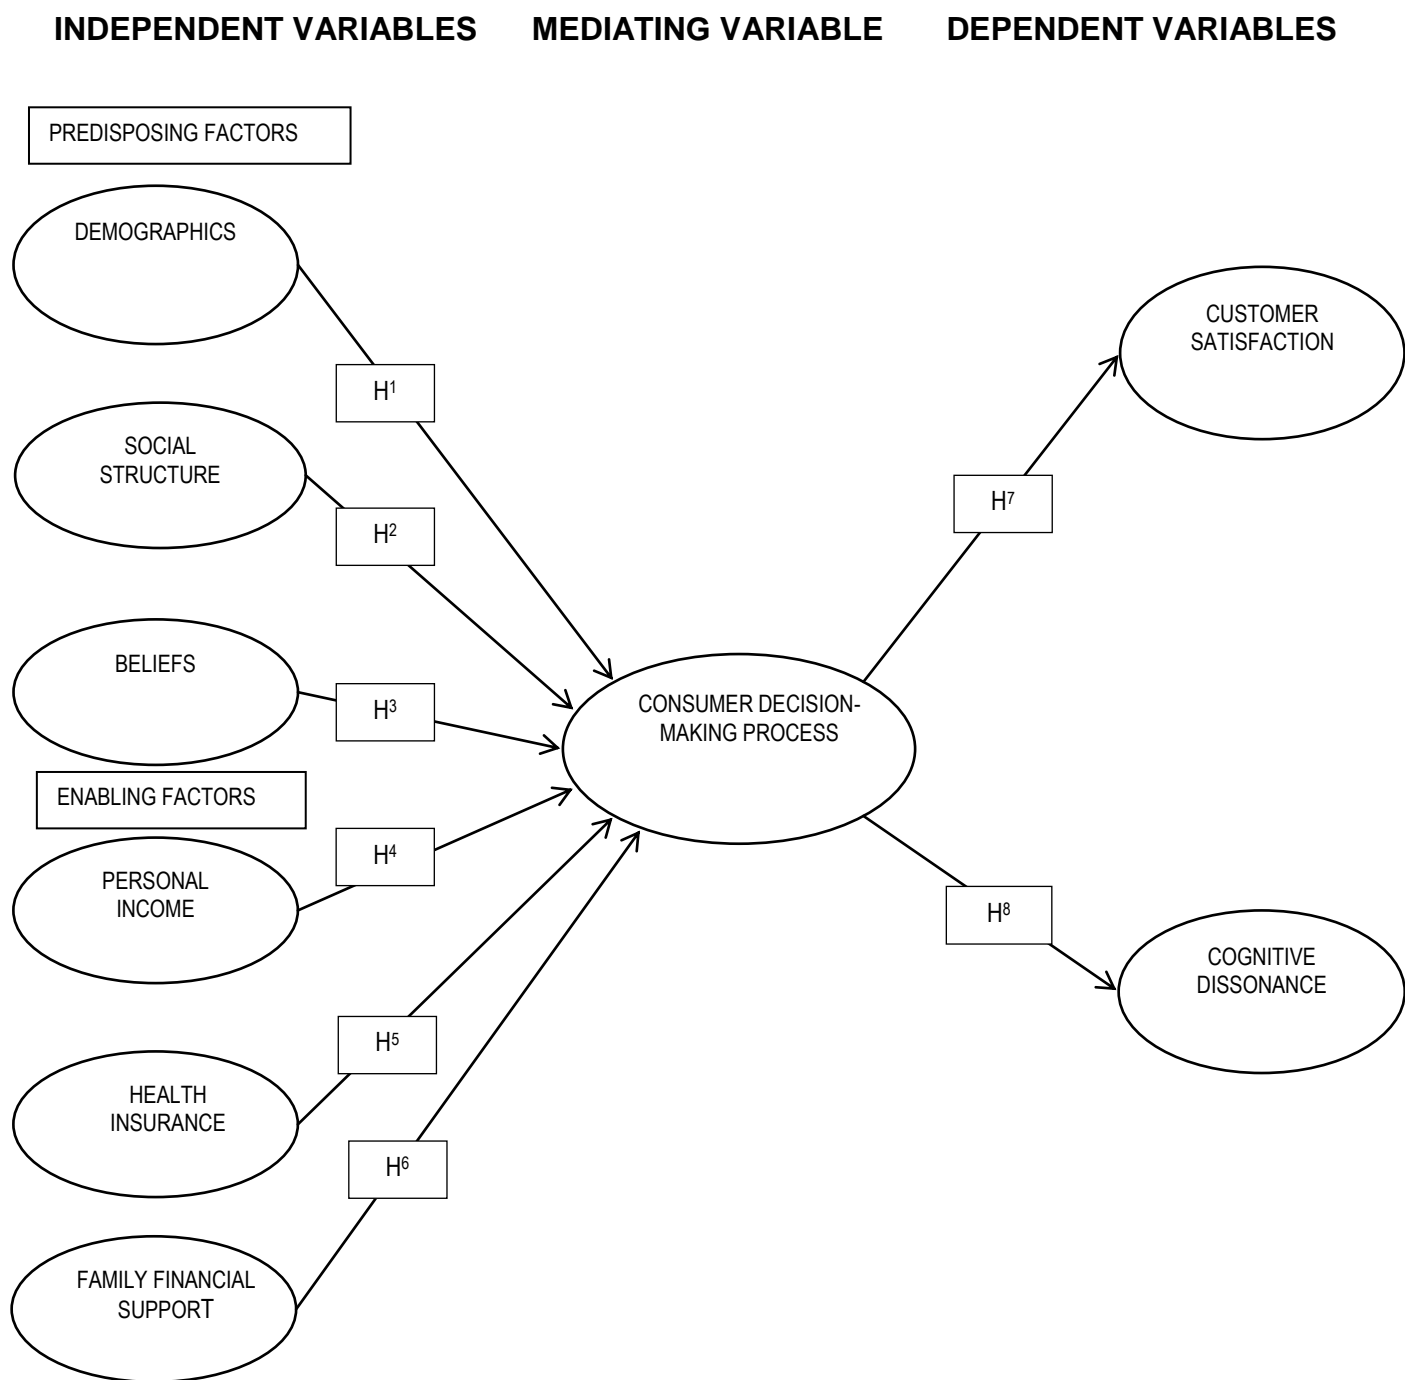 INDEPENDENT VARIABLES MEDIATING VARIABLE DEPENDENT VARIABLES
PREDISPOSING FACTORS
DEMOGRAPHICS
CUSTOMER
SATISFACTION
H¹
SOCIAL
STRUCTURE
H⁷
H²
BELIEFS
H³
CONSUMER DECISION-
MAKING PROCESS
ENABLING FACTORS
H⁴
PERSONAL
INCOME
H⁸
COGNITIVE
DISSONANCE
H⁵
HEALTH
INSURANCE
H⁶
FAMILY FINANCIAL
SUPPORT